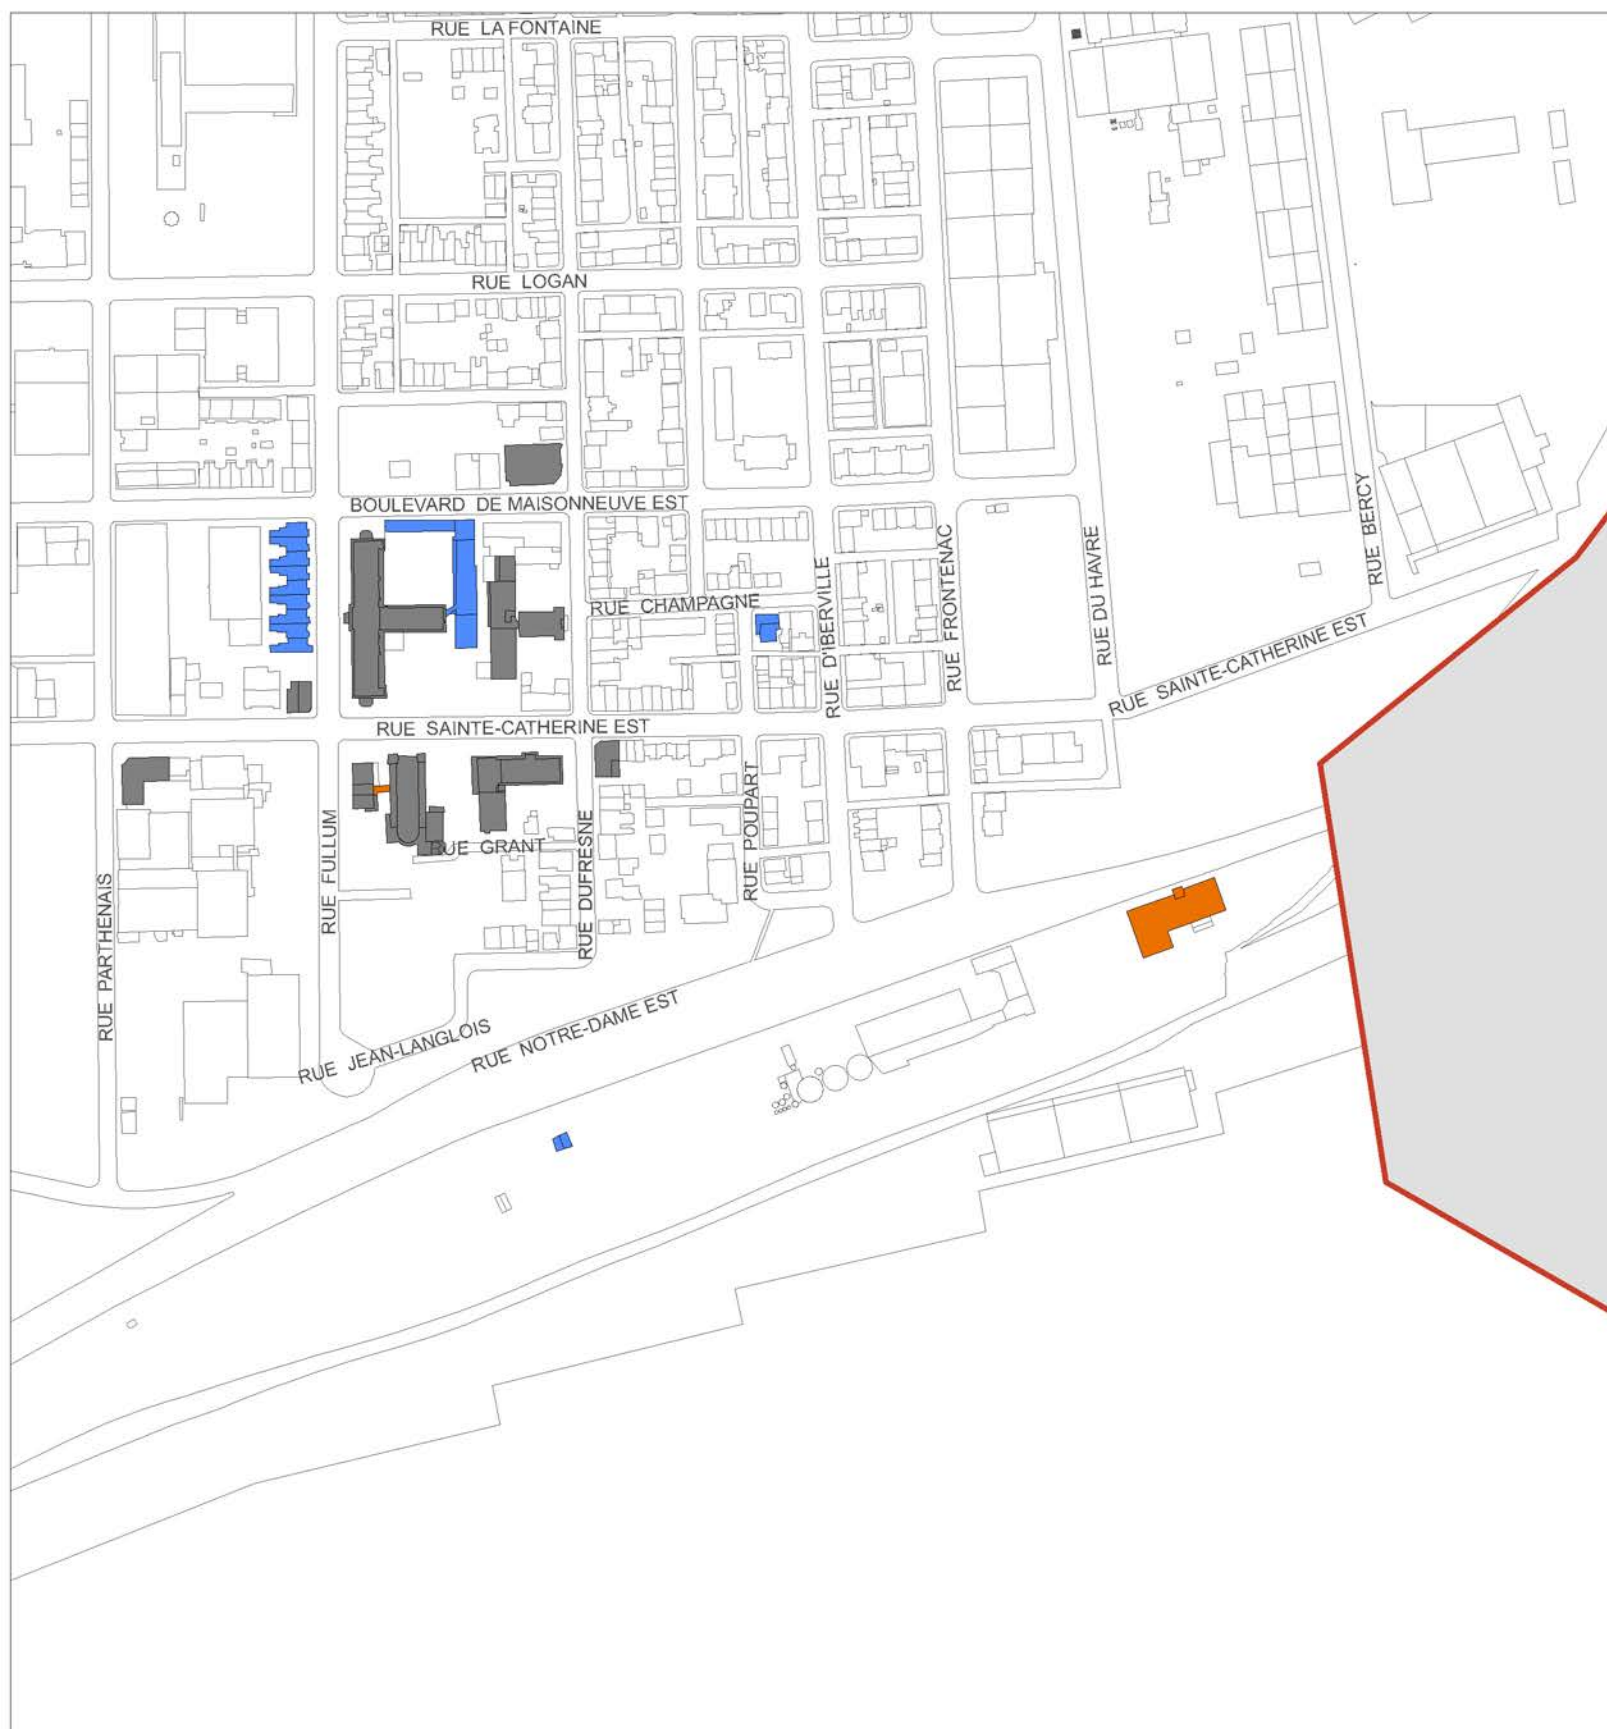 RUE LA FONTAINE
RUE LOGAN
BOULEVARD DE MAISONNEUVE EST
RUE BERCY
RUE CHAMPAGNE
RUE D'IBERVILLE
RUE FRONTENAC
RUE DU HAVRE
RUE SAINTE-CATHERINE EST
RUE SAINTE-CATHERINE EST
RUE PARTHENAIS
RUE FULLUM
RUE GRANT
RUE DUFRESNE
RUE POUPART
RUE JEAN-LANGLOIS
RUE NOTRE-DAME EST